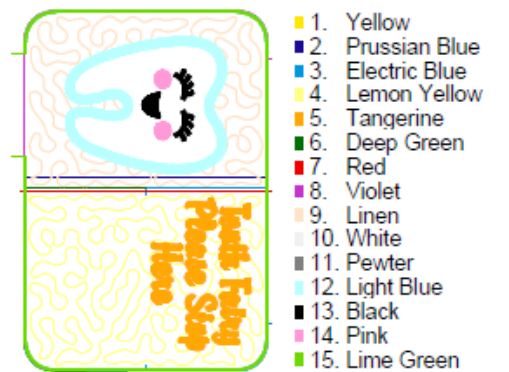 Tooth Fairy
Please Stop
Here
1. Yellow
2. Prussian Blue
3. Electric Blue
4. Lemon Yellow
5. Tangerine
6. Deep Green
7. Red
8. Violet
9. Linen
10. White
11. Pewter
12. Light Blue
13. Black
14. Pink
15. Lime Green